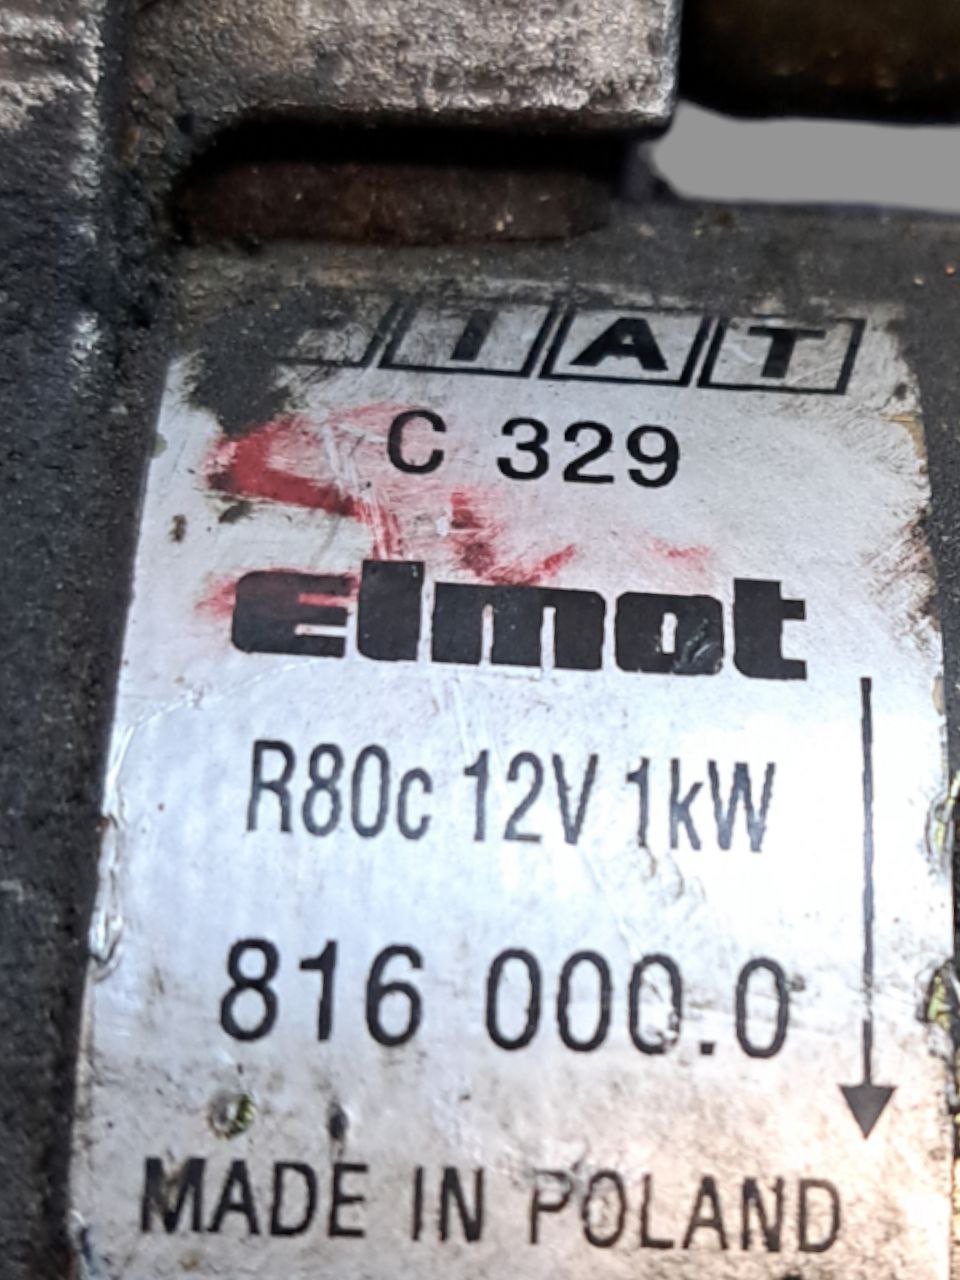 IAT
C 329
elmot
R80c 12V 1kW
816 000.0
MADE IN POLAND